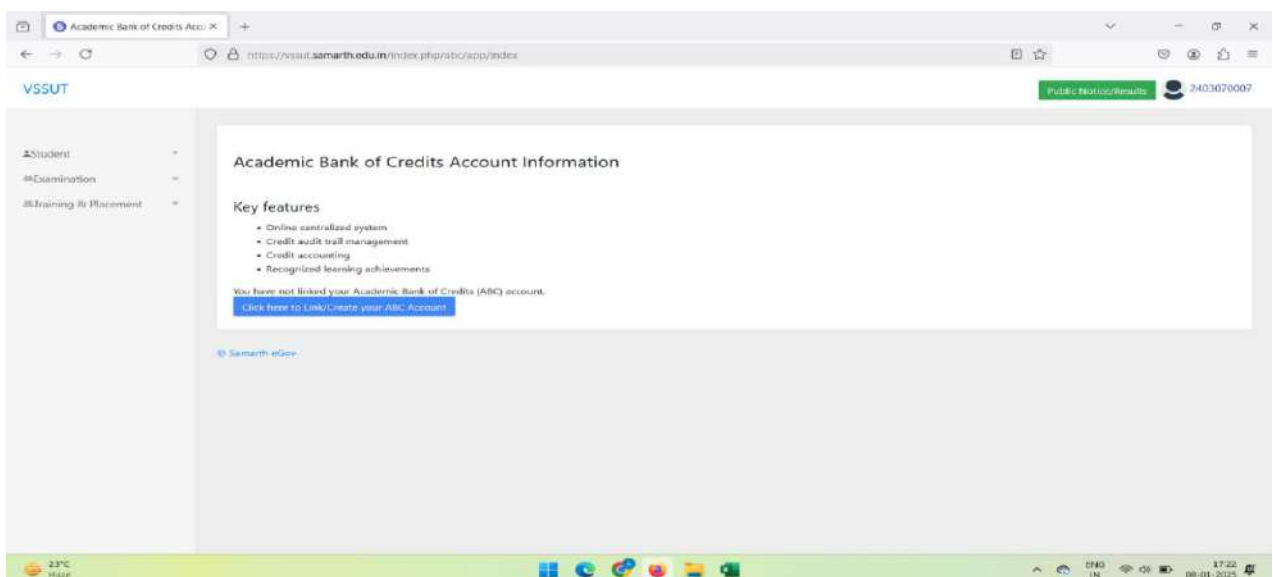 Academic Bank of Credits Acc
https://vssut.samarth.edu.in/index.php/abc/app/index
VSSUT
Public Notice/Results
2403070007
Student
Examination
Training & Placement
Academic Bank of Credits Account Information
Key features
Online centralized system
Credit audit trail management
Credit accounting
Recognized learning achievements
You have not linked your Academic Bank of Credits (ABC) account.
Click here to Link/Create your ABC Account
© Samarth eGov
23°C
Haze
ENG
IN
17:22
08-01-2025